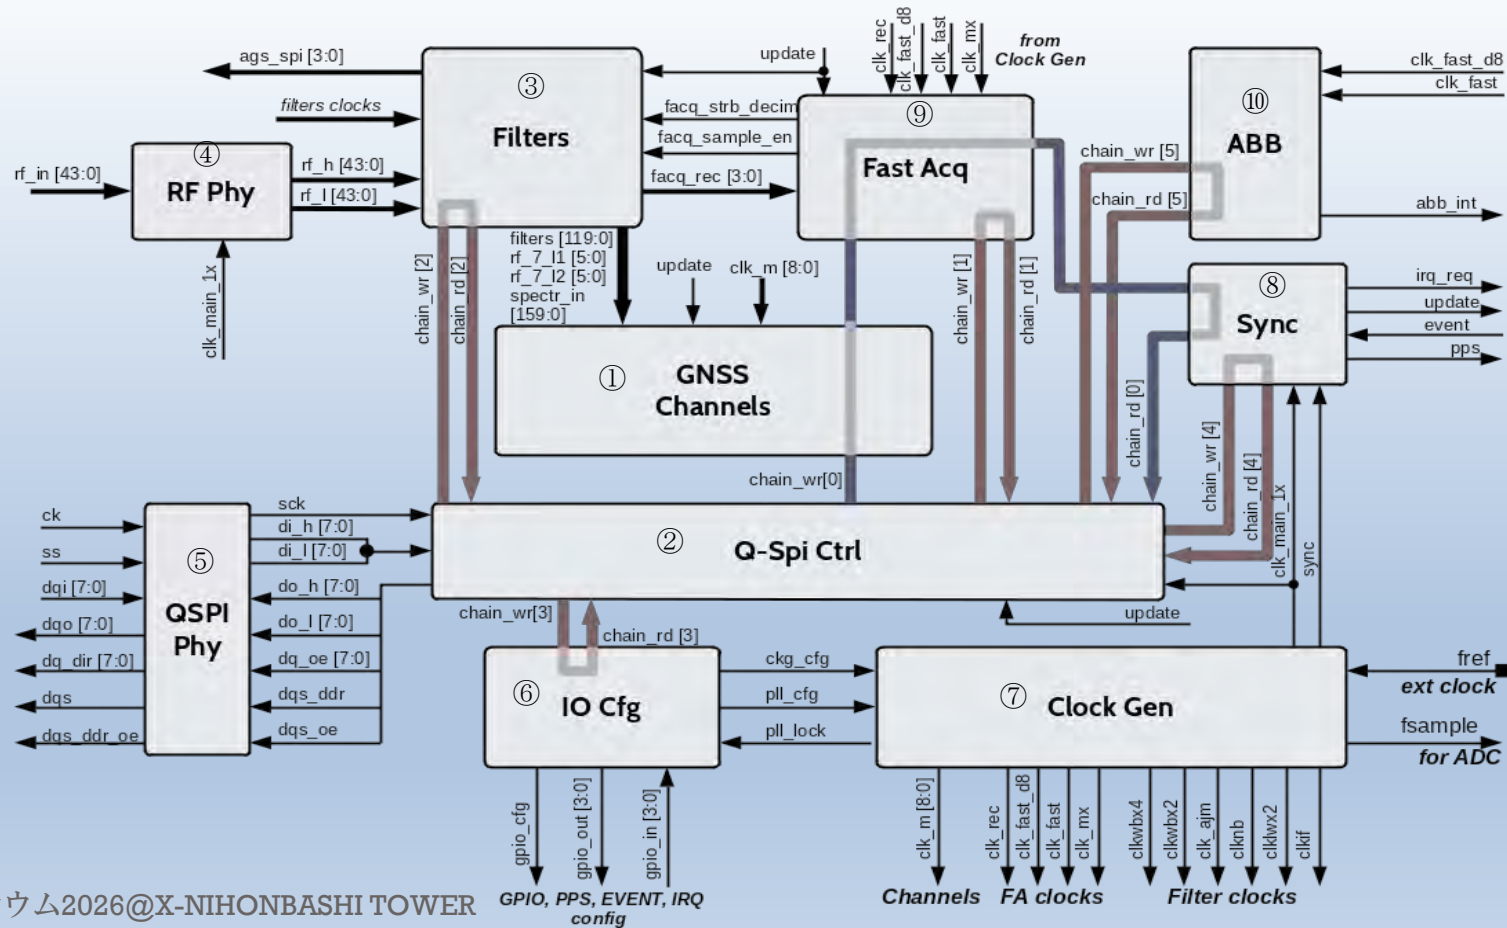 ags_spi [3:0]
filters clocks
rf_in [43:0]
④
RF Phy
rf_h [43:0]
rf_l [43:0]
clk_main_1x
③
Filters
update
facq_strb_decim
facq_sample_en
facq_rec [3:0]
clk_rec
clk_fast_d8
clk_fast
clk_mx
from
Clock Gen
⑨
Fast Acq
⑩
ABB
clk_fast_d8
clk_fast
abb_int
chain_wr [5]
chain_rd [5]
chain_wr [2]
chain_rd [2]
filters [119:0]
rf_7_l1 [5:0]
rf_7_l2 [5:0]
spectr_in
[159:0]
update
clk_m [8:0]
chain_wr [1]
chain_rd [1]
⑧
Sync
irq_req
update
event
pps
①
GNSS
Channels
chain_wr[0]
chain_rd [0]
chain_wr [4]
chain_rd [4]
clk_main_1x
sync
ck
ss
dqi [7:0]
dqo [7:0]
dq_dir [7:0]
dqs
dqs_ddr_oe
⑤
QSPI
Phy
sck
di_h [7:0]
di_l [7:0]
do_h [7:0]
do_l [7:0]
dq_oe [7:0]
dqs_ddr
dqs_oe
②
Q-Spi Ctrl
update
chain_wr[3]
chain_rd [3]
⑥
IO Cfg
ckg_cfg
pll_cfg
pll_lock
⑦
Clock Gen
fref
ext clock
fsample
for ADC
gpio_cfg
gpio_out [3:0]
gpio_in [3:0]
GPIO, PPS, EVENT, IRQ
config
clk_m [8:0]
clk_rec
clk_fast_d8
clk_fast
clk_mx
clkwbx4
clkwbx2
clk_ajm
clknb
clklwx2
clkif
Channels
FA clocks
Filter clocks
ウム2026@X-NIHONBASHI TOWER